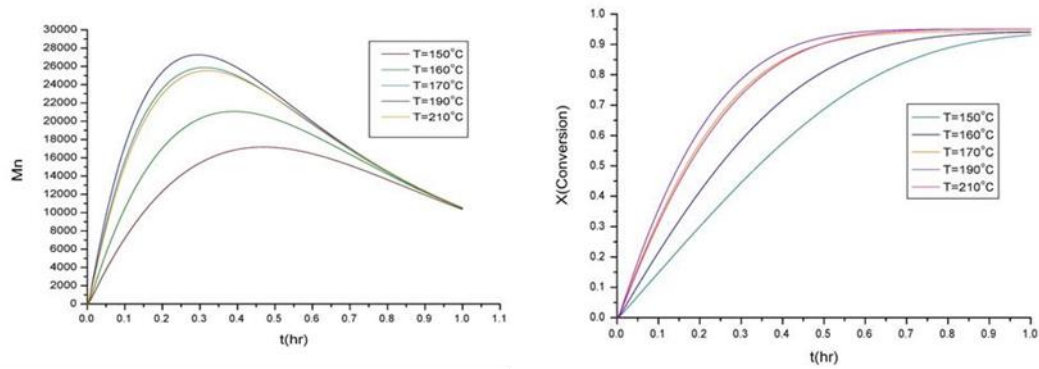 30000
28000
26000
24000
22000
20000
18000
16000
14000
12000
10000
8000
6000
4000
2000
0
Mn
0.0 0.1 0.2 0.3 0.4 0.5 0.6 0.7 0.8 0.9 1.0 1.1
t(hr)
T=150°C
T=160°C
T=170°C
T=190°C
T=210°C
1.0
0.9
0.8
0.7
0.6
0.5
0.4
0.3
0.2
0.1
0.0
X(Conversion)
0.0 0.1 0.2 0.3 0.4 0.5 0.6 0.7 0.8 0.9 1.0
t(hr)
T=150°C
T=160°C
T=170°C
T=190°C
T=210°C